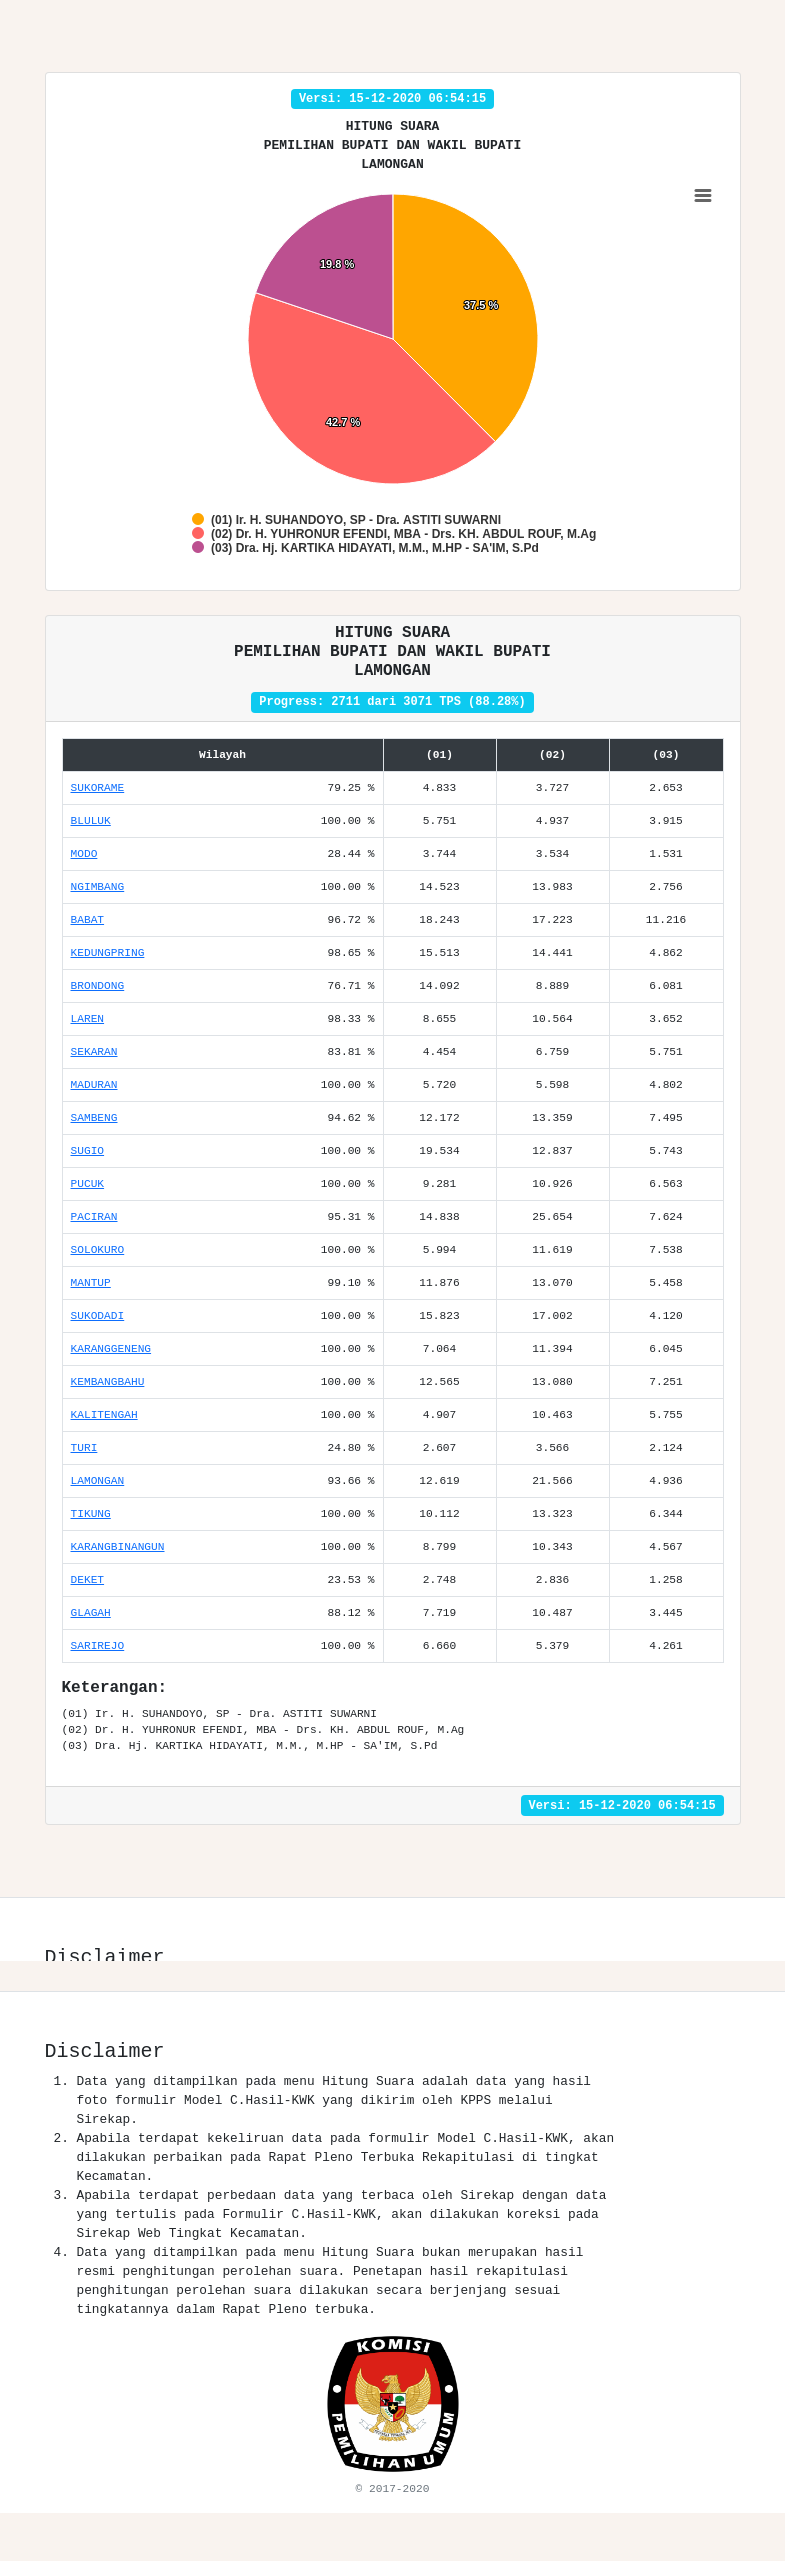 Versi: 15-12-2020 06:54:15
HITUNG SUARA
PEMILIHAN BUPATI DAN WAKIL BUPATI
LAMONGAN
19.8 %
37.5 %
42.7 %
(01) Ir. H. SUHANDOYO, SP - Dra. ASTITI SUWARNI
(02) Dr. H. YUHRONUR EFENDI, MBA - Drs. KH. ABDUL ROUF, M.Ag
(03) Dra. Hj. KARTIKA HIDAYATI, M.M., M.HP - SA'IM, S.Pd
HITUNG SUARA
PEMILIHAN BUPATI DAN WAKIL BUPATI
LAMONGAN
Progress: 2711 dari 3071 TPS (88.28%)
Wilayah (01) (02) (03)
SUKORAME 79.25 % 4.833 3.727 2.653
BLULUK 100.00 % 5.751 4.937 3.915
MODO 28.44 % 3.744 3.534 1.531
NGIMBANG 100.00 % 14.523 13.983 2.756
BABAT 96.72 % 18.243 17.223 11.216
KEDUNGPRING 98.65 % 15.513 14.441 4.862
BRONDONG 76.71 % 14.092 8.889 6.081
LAREN 98.33 % 8.655 10.564 3.652
SEKARAN 83.81 % 4.454 6.759 5.751
MADURAN 100.00 % 5.720 5.598 4.802
SAMBENG 94.62 % 12.172 13.359 7.495
SUGIO 100.00 % 19.534 12.837 5.743
PUCUK 100.00 % 9.281 10.926 6.563
PACIRAN 95.31 % 14.838 25.654 7.624
SOLOKURO 100.00 % 5.994 11.619 7.538
MANTUP 99.10 % 11.876 13.070 5.458
SUKODADI 100.00 % 15.823 17.002 4.120
KARANGGENENG 100.00 % 7.064 11.394 6.045
KEMBANGBAHU 100.00 % 12.565 13.080 7.251
KALITENGAH 100.00 % 4.907 10.463 5.755
TURI 24.80 % 2.607 3.566 2.124
LAMONGAN 93.66 % 12.619 21.566 4.936
TIKUNG 100.00 % 10.112 13.323 6.344
KARANGBINANGUN 100.00 % 8.799 10.343 4.567
DEKET 23.53 % 2.748 2.836 1.258
GLAGAH 88.12 % 7.719 10.487 3.445
SARIREJO 100.00 % 6.660 5.379 4.261
Keterangan:
(01) Ir. H. SUHANDOYO, SP - Dra. ASTITI SUWARNI
(02) Dr. H. YUHRONUR EFENDI, MBA - Drs. KH. ABDUL ROUF, M.Ag
(03) Dra. Hj. KARTIKA HIDAYATI, M.M., M.HP - SA'IM, S.Pd
Versi: 15-12-2020 06:54:15
Disclaimer
Disclaimer
1. Data yang ditampilkan pada menu Hitung Suara adalah data yang hasil
foto formulir Model C.Hasil-KWK yang dikirim oleh KPPS melalui
Sirekap.
2. Apabila terdapat kekeliruan data pada formulir Model C.Hasil-KWK, akan
dilakukan perbaikan pada Rapat Pleno Terbuka Rekapitulasi di tingkat
Kecamatan.
3. Apabila terdapat perbedaan data yang terbaca oleh Sirekap dengan data
yang tertulis pada Formulir C.Hasil-KWK, akan dilakukan koreksi pada
Sirekap Web Tingkat Kecamatan.
4. Data yang ditampilkan pada menu Hitung Suara bukan merupakan hasil
resmi penghitungan perolehan suara. Penetapan hasil rekapitulasi
penghitungan perolehan suara dilakukan secara berjenjang sesuai
tingkatannya dalam Rapat Pleno terbuka.
KOMISI
PEMILIHAN UMUM
© 2017-2020